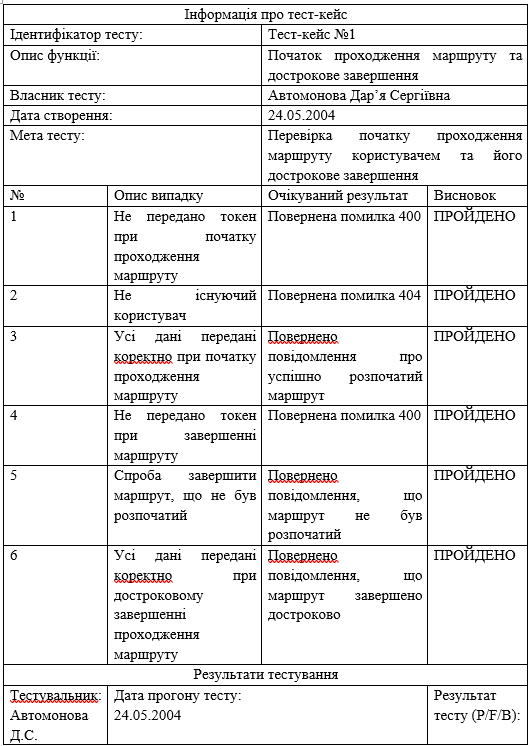 Інформація про тест-кейс
Ідентифікатор тесту: Тест-кейс №1
Опис функції: Початок проходження маршруту та
дострокове завершення
Власник тесту: Автомонова Дар’я Сергіївна
Дата створення: 24.05.2004
Мета тесту: Перевірка початку проходження
маршруту користувачем та його
дострокове завершення
№ Опис випадку Очікуваний результат Висновок
1 Не передано токен Повернена помилка 400 ПРОЙДЕНО
при початку
проходження
маршруту
2 Не існуючий Повернена помилка 404 ПРОЙДЕНО
користувач
3 Усі дані передані Повернено ПРОЙДЕНО
коректно при початку повідомлення про
проходження успішно розпочатий
маршруту маршрут
4 Не передано токен Повернена помилка 400 ПРОЙДЕНО
при завершенні
маршруту
5 Спроба завершити Повернено ПРОЙДЕНО
маршрут, що не був повідомлення, що
розпочатий маршрут не був
розпочатий
6 Усі дані передані Повернено ПРОЙДЕНО
коректно при повідомлення, що
достроковому маршрут завершено
завершенні достроково
проходження
маршруту
Результати тестування
Тестувальник: Дата прогону тесту: Результат
Автомонова 24.05.2004 тесту (P/F/B):
Д.С.